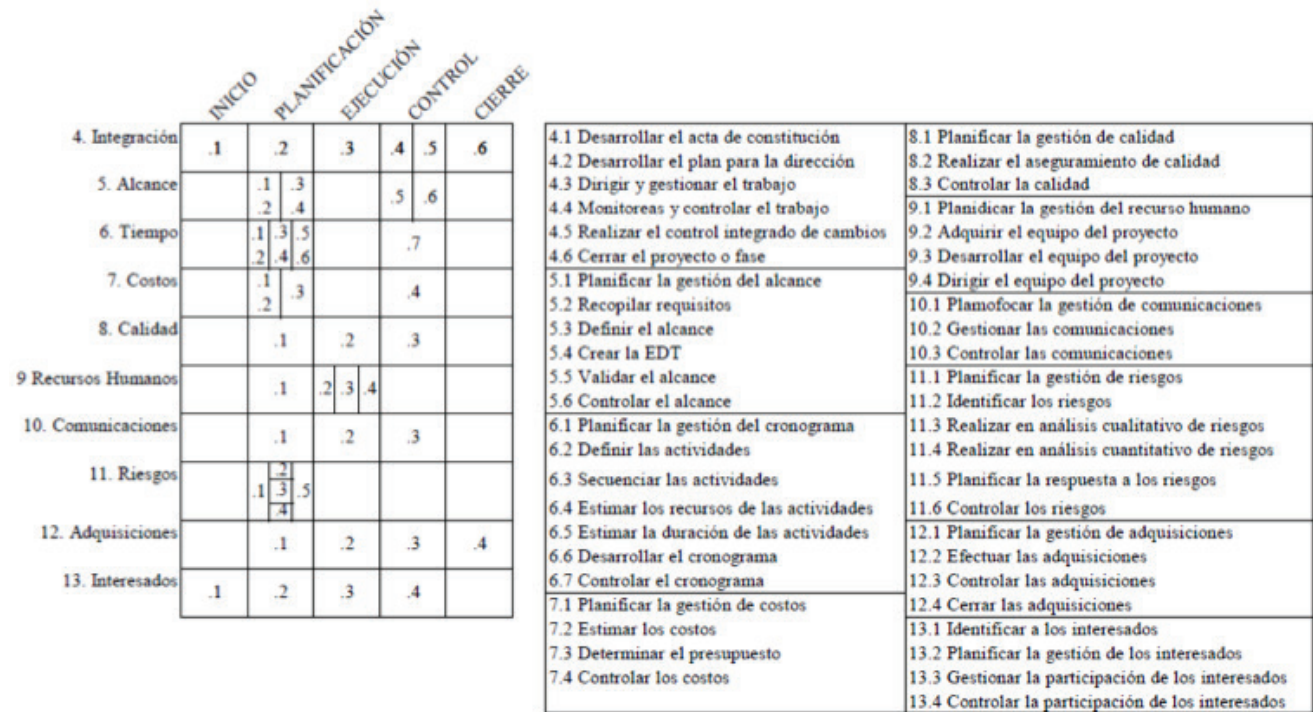 INICIO
PLANIFICACIÓN
EJECUCIÓN
CONTROL
CIERRE
4. Integración .1 .2 .3 .4 .5 .6
5. Alcance .1 .3 .5 .6
.2 .4
6. Tiempo .1 .3 .5 .7
.2 .4 .6
7. Costos .1 .3 .4
.2
8. Calidad .1 .2 .3
9 Recursos Humanos .1 .2 .3 .4
10. Comunicaciones .1 .2 .3
11. Riesgos .2
.1 .3 .5
.4
12. Adquisiciones .1 .2 .3 .4
13. Interesados .1 .2 .3 .4
4.1 Desarrollar el acta de constitución
4.2 Desarrollar el plan para la dirección
4.3 Dirigir y gestionar el trabajo
4.4 Monitoreas y controlar el trabajo
4.5 Realizar el control integrado de cambios
4.6 Cerrar el proyecto o fase
5.1 Planificar la gestión del alcance
5.2 Recopilar requisitos
5.3 Definir el alcance
5.4 Crear la EDT
5.5 Validar el alcance
5.6 Controlar el alcance
6.1 Planificar la gestión del cronograma
6.2 Definir las actividades
6.3 Secuenciar las actividades
6.4 Estimar los recursos de las actividades
6.5 Estimar la duración de las actividades
6.6 Desarrollar el cronograma
6.7 Controlar el cronograma
7.1 Planificar la gestión de costos
7.2 Estimar los costos
7.3 Determinar el presupuesto
7.4 Controlar los costos
8.1 Planificar la gestión de calidad
8.2 Realizar el aseguramiento de calidad
8.3 Controlar la calidad
9.1 Planidicar la gestión del recurso humano
9.2 Adquirir el equipo del proyecto
9.3 Desarrollar el equipo del proyecto
9.4 Dirigir el equipo del proyecto
10.1 Plamofocar la gestión de comunicaciones
10.2 Gestionar las comunicaciones
10.3 Controlar las comunicaciones
11.1 Planificar la gestión de riesgos
11.2 Identificar los riesgos
11.3 Realizar en análisis cualitativo de riesgos
11.4 Realizar en análisis cuantitativo de riesgos
11.5 Planificar la respuesta a los riesgos
11.6 Controlar los riesgos
12.1 Planificar la gestión de adquisiciones
12.2 Efectuar las adquisiciones
12.3 Controlar las adquisiciones
12.4 Cerrar las adquisiciones
13.1 Identificar a los interesados
13.2 Planificar la gestión de los interesados
13.3 Gestionar la participación de los interesados
13.4 Controlar la participación de los interesados